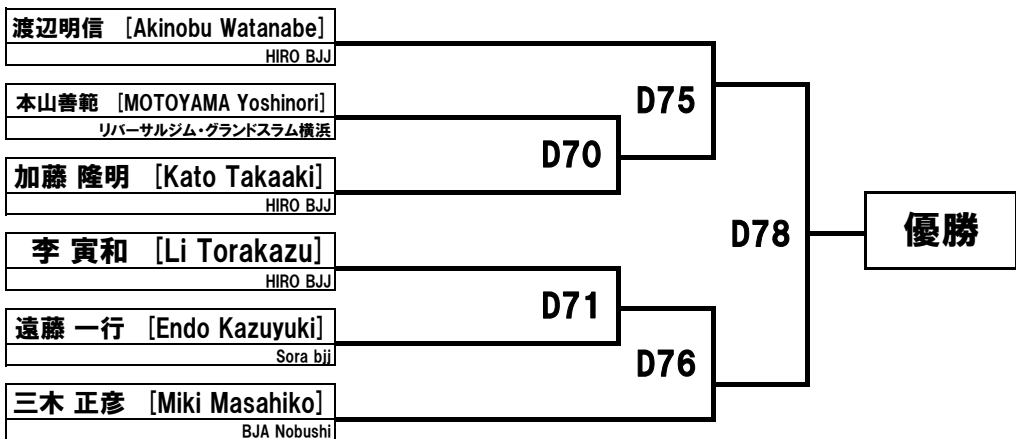 渡辺明信 [Akinobu Watanabe]
HIRO BJJ
本山善範 [MOTOYAMA Yoshinori]
リバーサルジム・グランドスラム横浜
加藤 隆明 [Kato Takaaki]
HIRO BJJ
李 寅和 [Li Torakazu]
HIRO BJJ
遠藤 一行 [Endo Kazuyuki]
Sora bjj
三木 正彦 [Miki Masahiko]
BJA Nobushi
D70
D71
D75
D76
D78
優勝